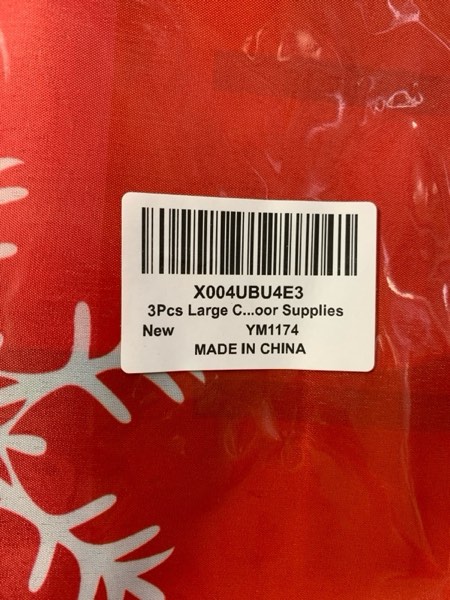 X004UBU4E3
3Pcs Large C...oor Supplies
New YM1174
MADE IN CHINA